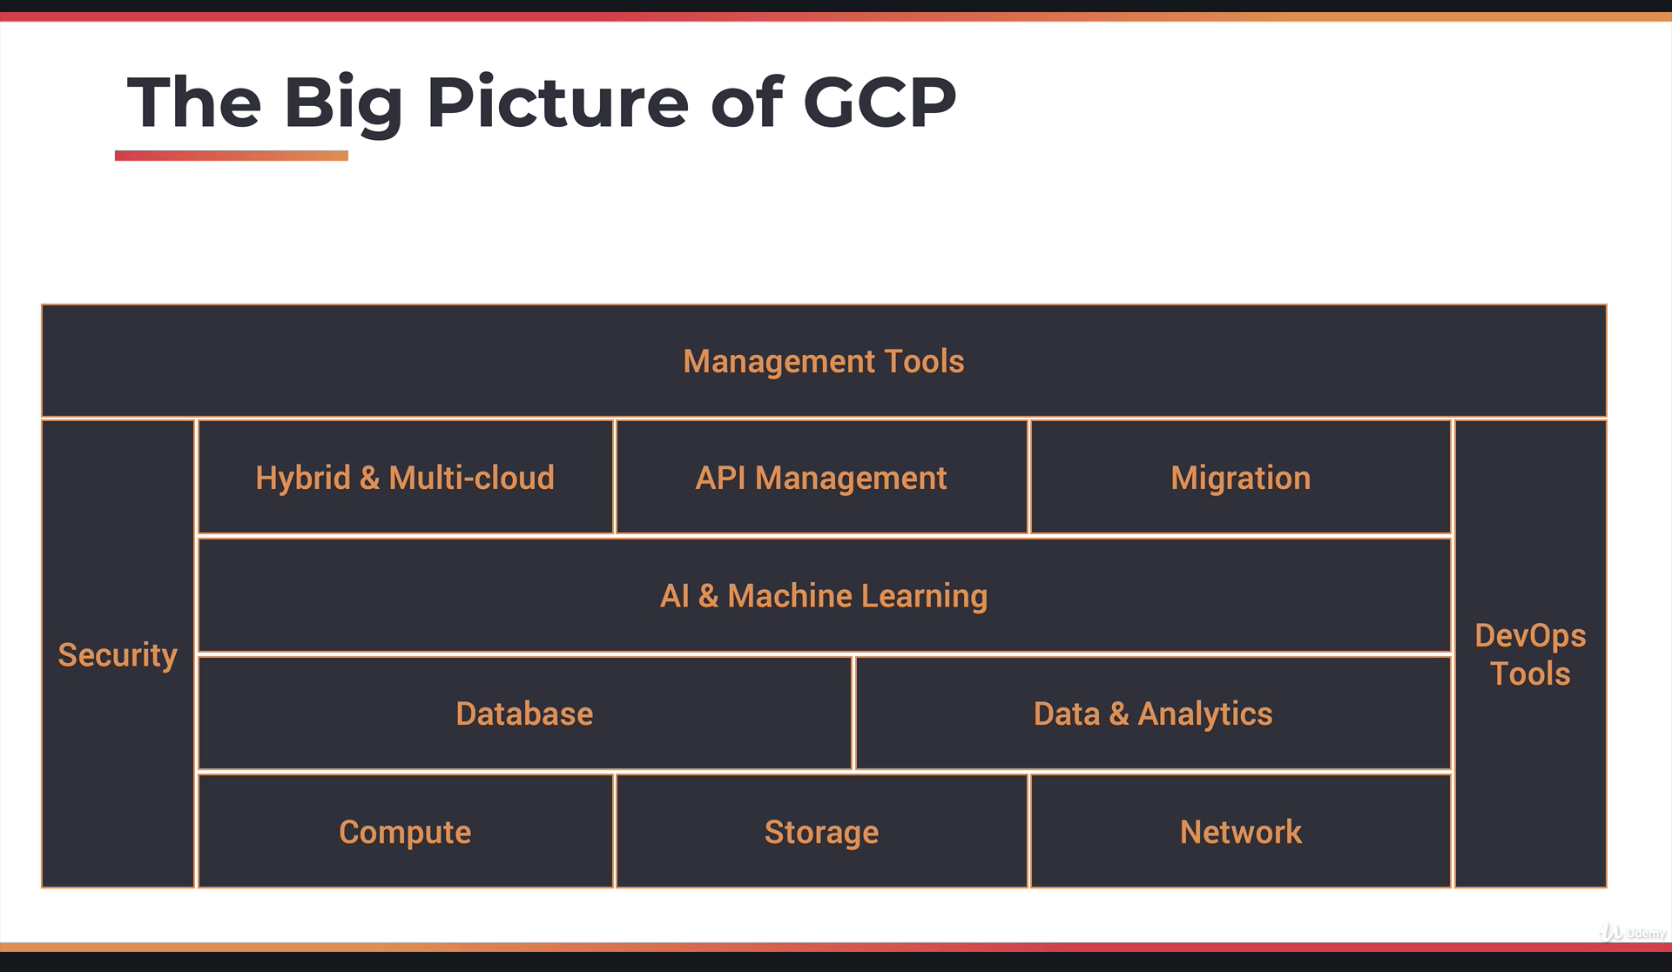 The Big Picture of GCP
Management Tools
Hybrid & Multi-cloud
API Management
Migration
AI & Machine Learning
Security
DevOps
Tools
Database
Data & Analytics
Compute
Storage
Network
Udemy